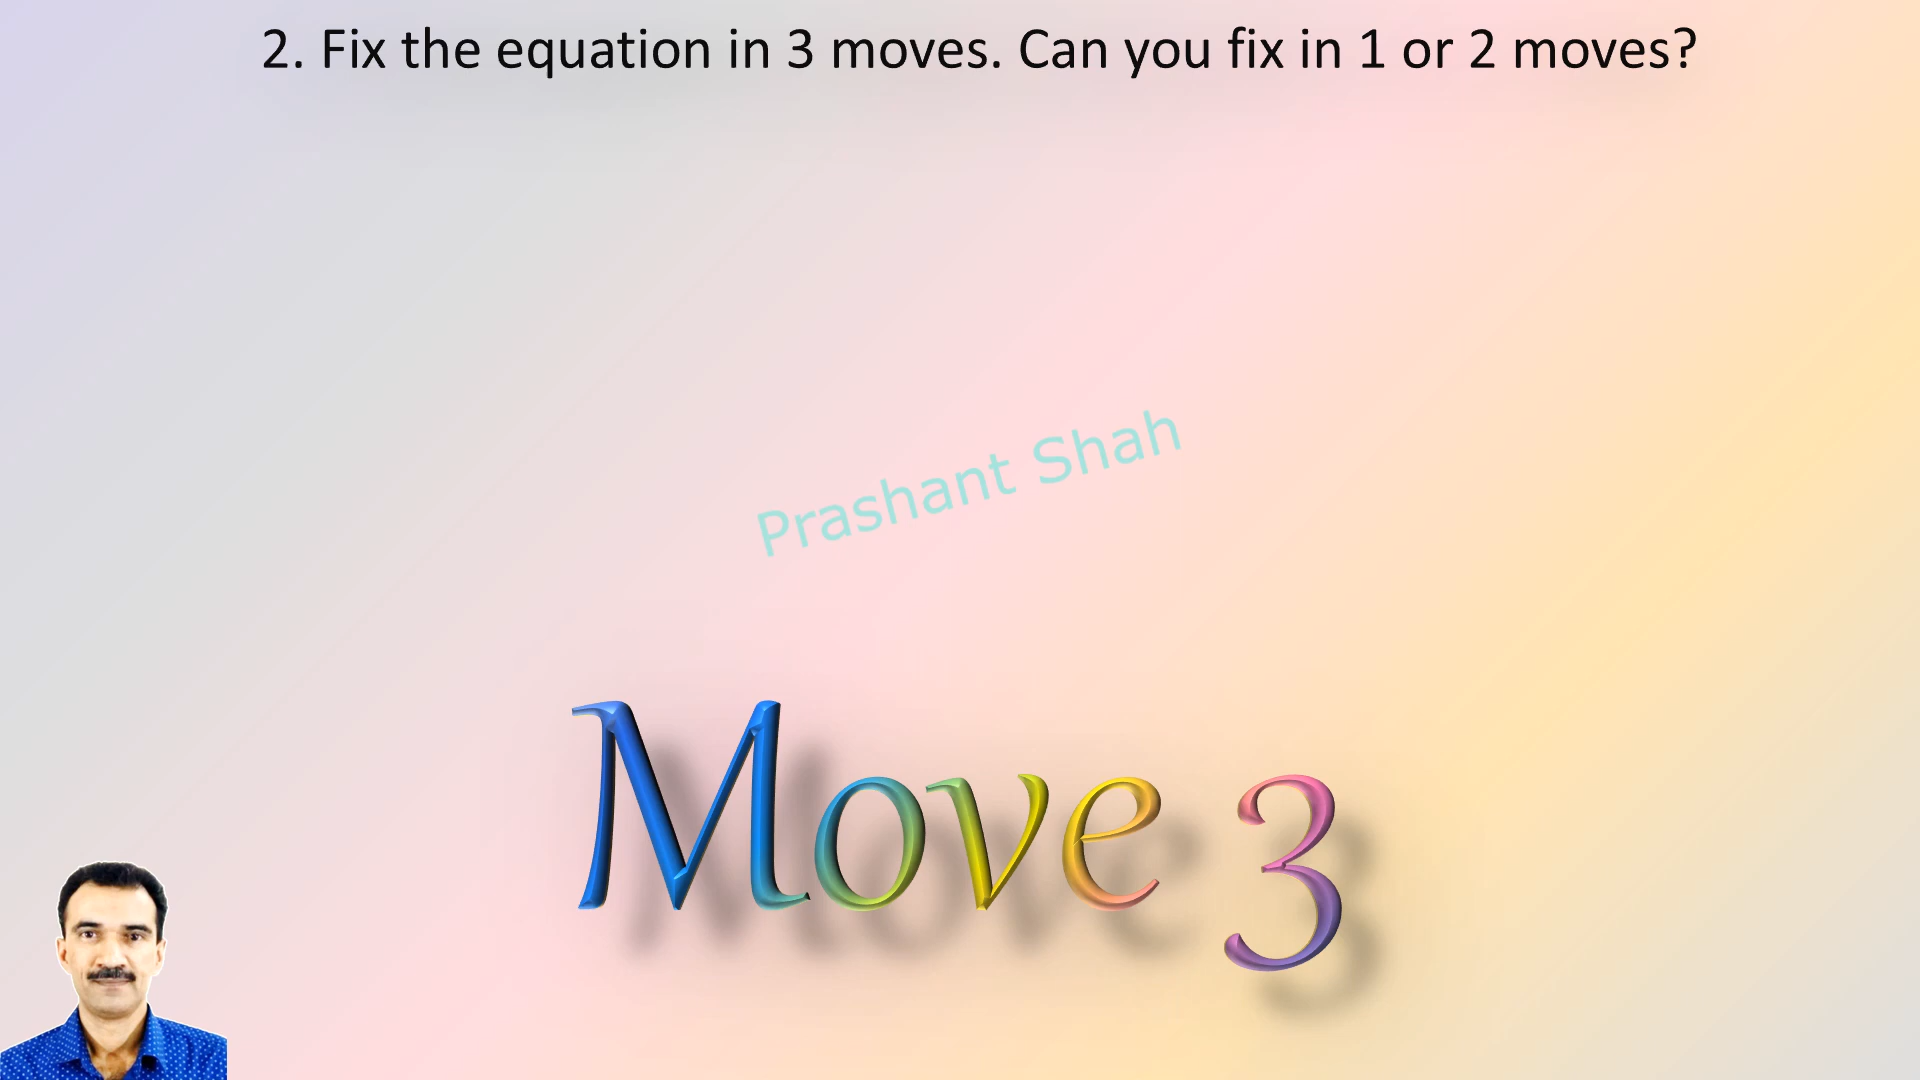 2. Fix the equation in 3 moves. Can you fix in 1 or 2 moves?
Prashant Shah
Move 3